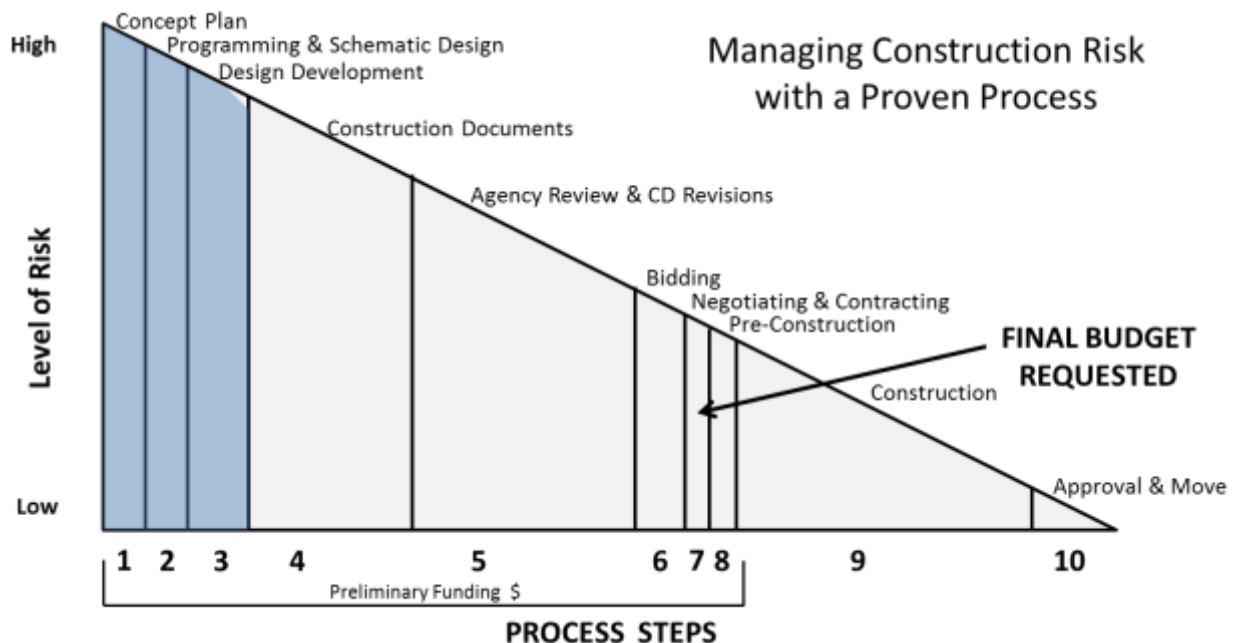 Managing Construction Risk
with a Proven Process
High
Level of Risk
Low
Concept Plan
Programming & Schematic Design
Design Development
Construction Documents
Agency Review & CD Revisions
Bidding
Negotiating & Contracting
Pre-Construction
FINAL BUDGET
REQUESTED
Construction
Approval & Move
1 2 3 4 5 6 7 8 9 10
Preliminary Funding $
PROCESS STEPS